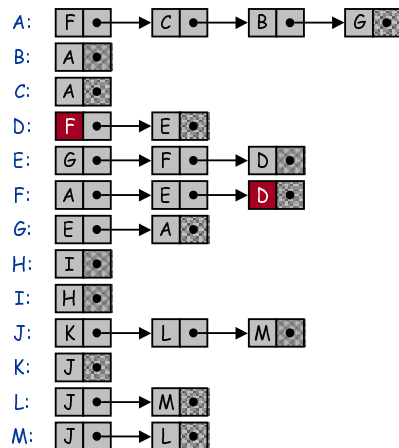 A: F C B G
B: A
C: A
D: F E
E: G F D
F: A E D
G: E A
H: I
I: H
J: K L M
K: J
L: J M
M: J L